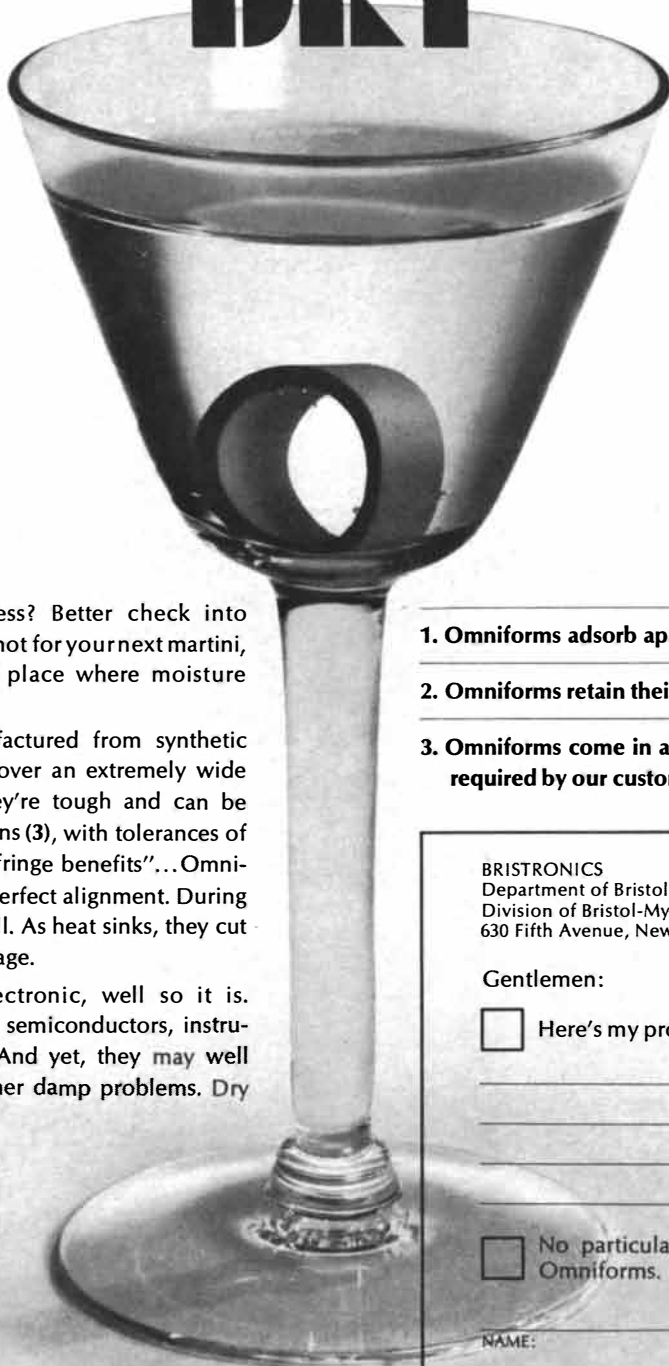 DRY
ess? Better check into
not for your next martini,
place where moisture
factured from synthetic
over an extremely wide
ey're tough and can be
ns (3), with tolerances of
fringe benefits"...Omni-
erfect alignment. During
ll. As heat sinks, they cut
age.
ectronic, well so it is.
semiconductors, instru-
And yet, they may well
her damp problems. Dry
1. Omniforms adsorb ap
2. Omniforms retain thei
3. Omniforms come in a
required by our custo
BRISTRONICS
Department of Bristol
Division of Bristol-My
630 Fifth Avenue, New
Gentlemen:
Here's my pro
No particula
Omniforms.
NAME: